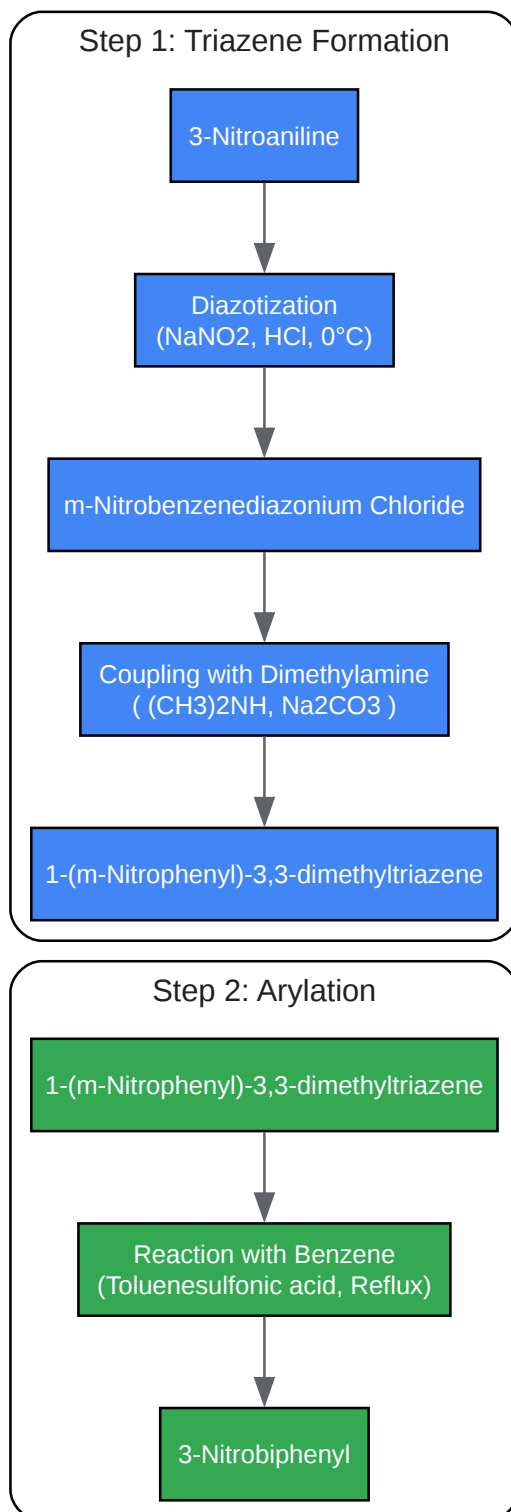 Step 1: Triazene Formation
3-Nitroaniline
Diazotization
(NaNO2, HCl, 0°C)
m-Nitrobenzenediazonium Chloride
Coupling with Dimethylamine
( (CH3)2NH, Na2CO3 )
1-(m-Nitrophenyl)-3,3-dimethyltriazene
Step 2: Arylation
1-(m-Nitrophenyl)-3,3-dimethyltriazene
Reaction with Benzene
(Toluenesulfonic acid, Reflux)
3-Nitrobiphenyl